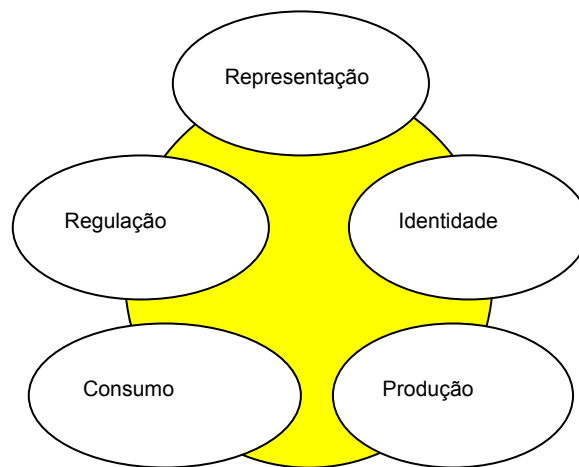 Representação
Regulação
Identidade
Consumo
Produção